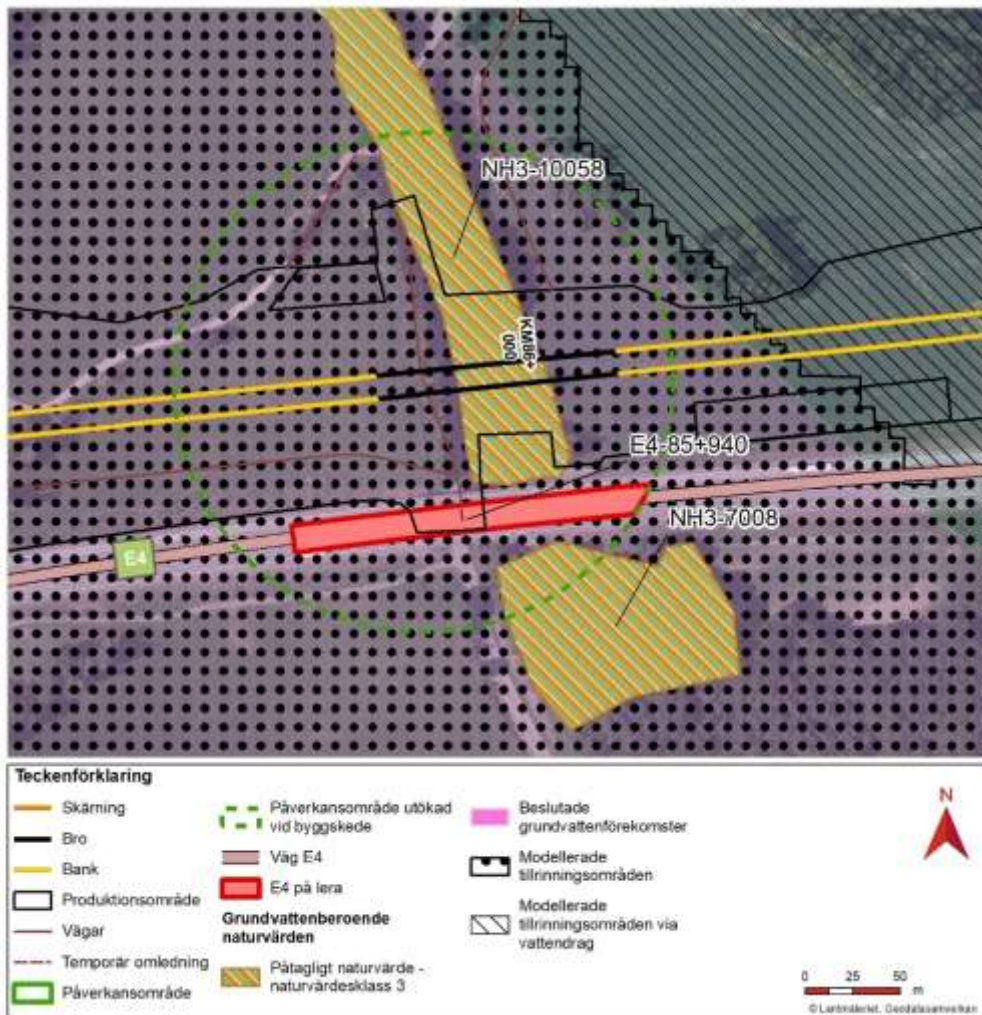 NH3-10058
KM86+
000
E4-85+940
NH3-7008
E4
Teckenförklaring
Skärning
Bro
Bank
Produktionsområde
Vägar
Temporär omledning
Påverkansområde
Påverkansområde utökad
vid byggskede
Väg E4
E4 på lera
Grundvattenberoende
naturvärden
Påtagligt naturvärde -
naturvärdesklass 3
Beslutade
grundvattenförekomster
Modellerade
tillrinningsområden
Modellerade
tillrinningsområden via
vattendrag
N
0 25 50
m
© Lantmäteriet, Geodatasamverkan